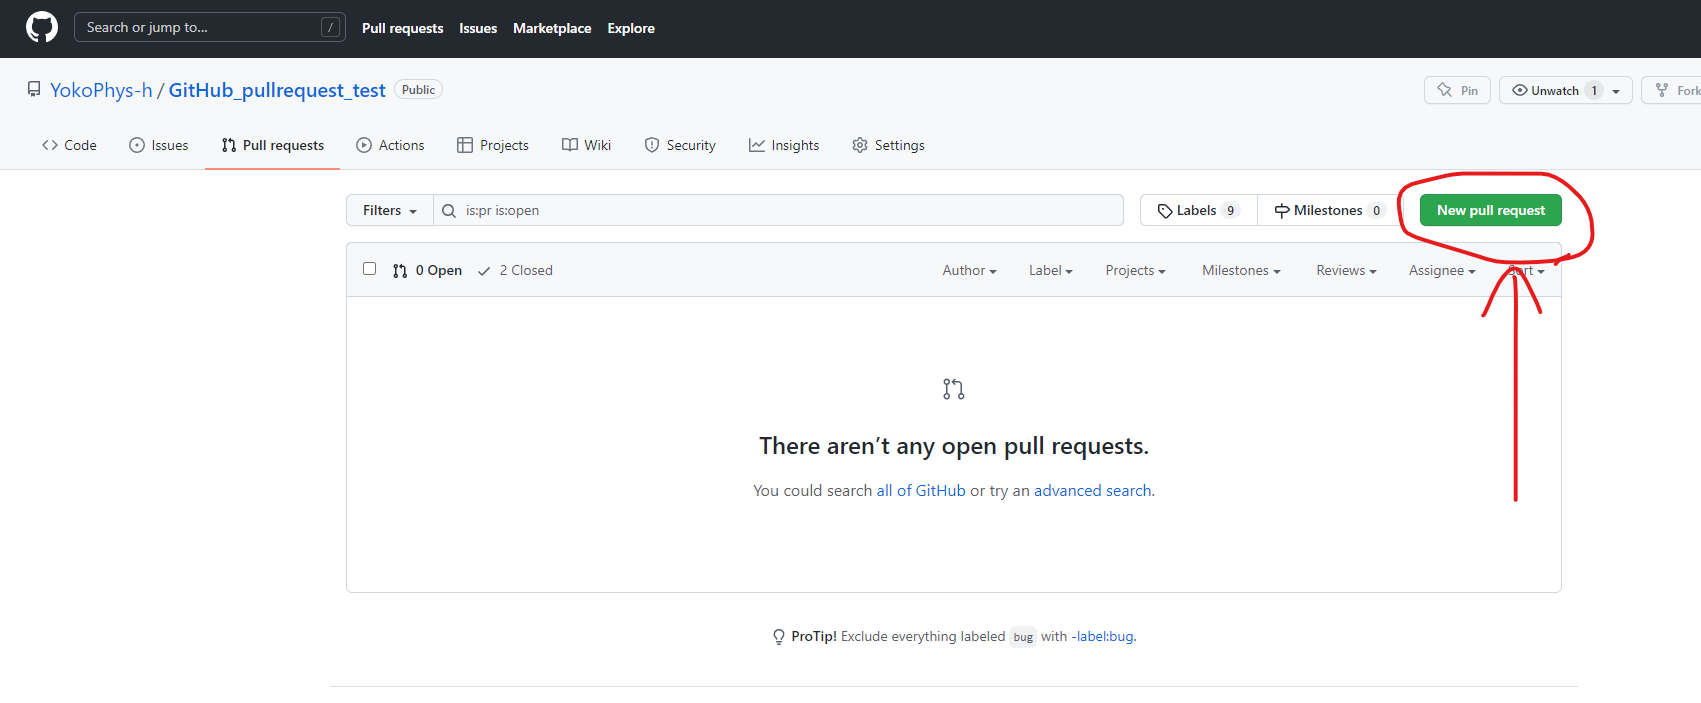 Search or jump to... / Pull requests Issues Marketplace Explore
YokoPhys-h / GitHub_pullrequest_test Public Pin Unwatch 1 Fork
Code Issues Pull requests Actions Projects Wiki Security Insights Settings
Filters is:pr is:open Labels 9 Milestones 0 New pull request
0 Open 2 Closed Author Label Projects Milestones Reviews Assignee Sort
There aren’t any open pull requests.
You could search all of GitHub or try an advanced search.
ProTip! Exclude everything labeled bug with -label:bug.